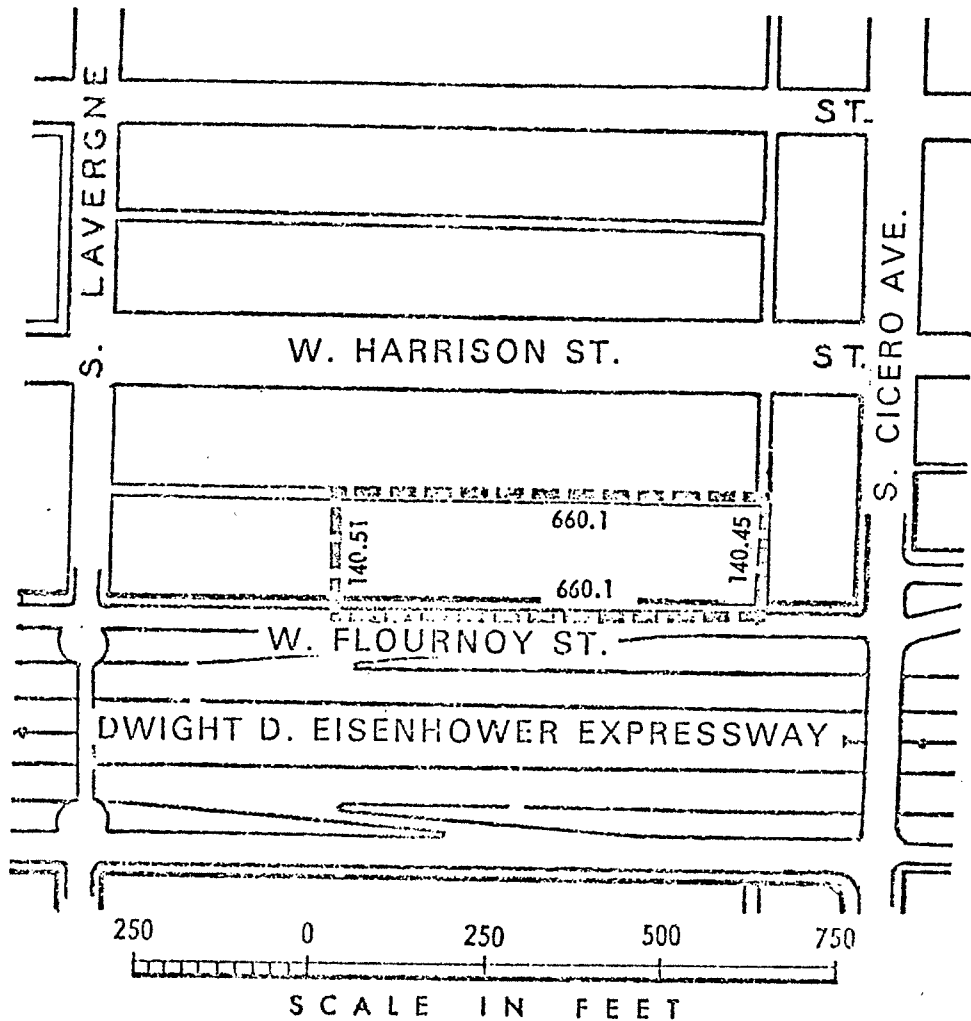 ST.
S. LAVERGNE
W. HARRISON ST.
ST.
S. CICERO AVE.
660.1
140.51
140.45
660.1
W. FLOURNOY ST.
DWIGHT D. EISENHOWER EXPRESSWAY
250 0 250 500 750
SCALE IN FEET